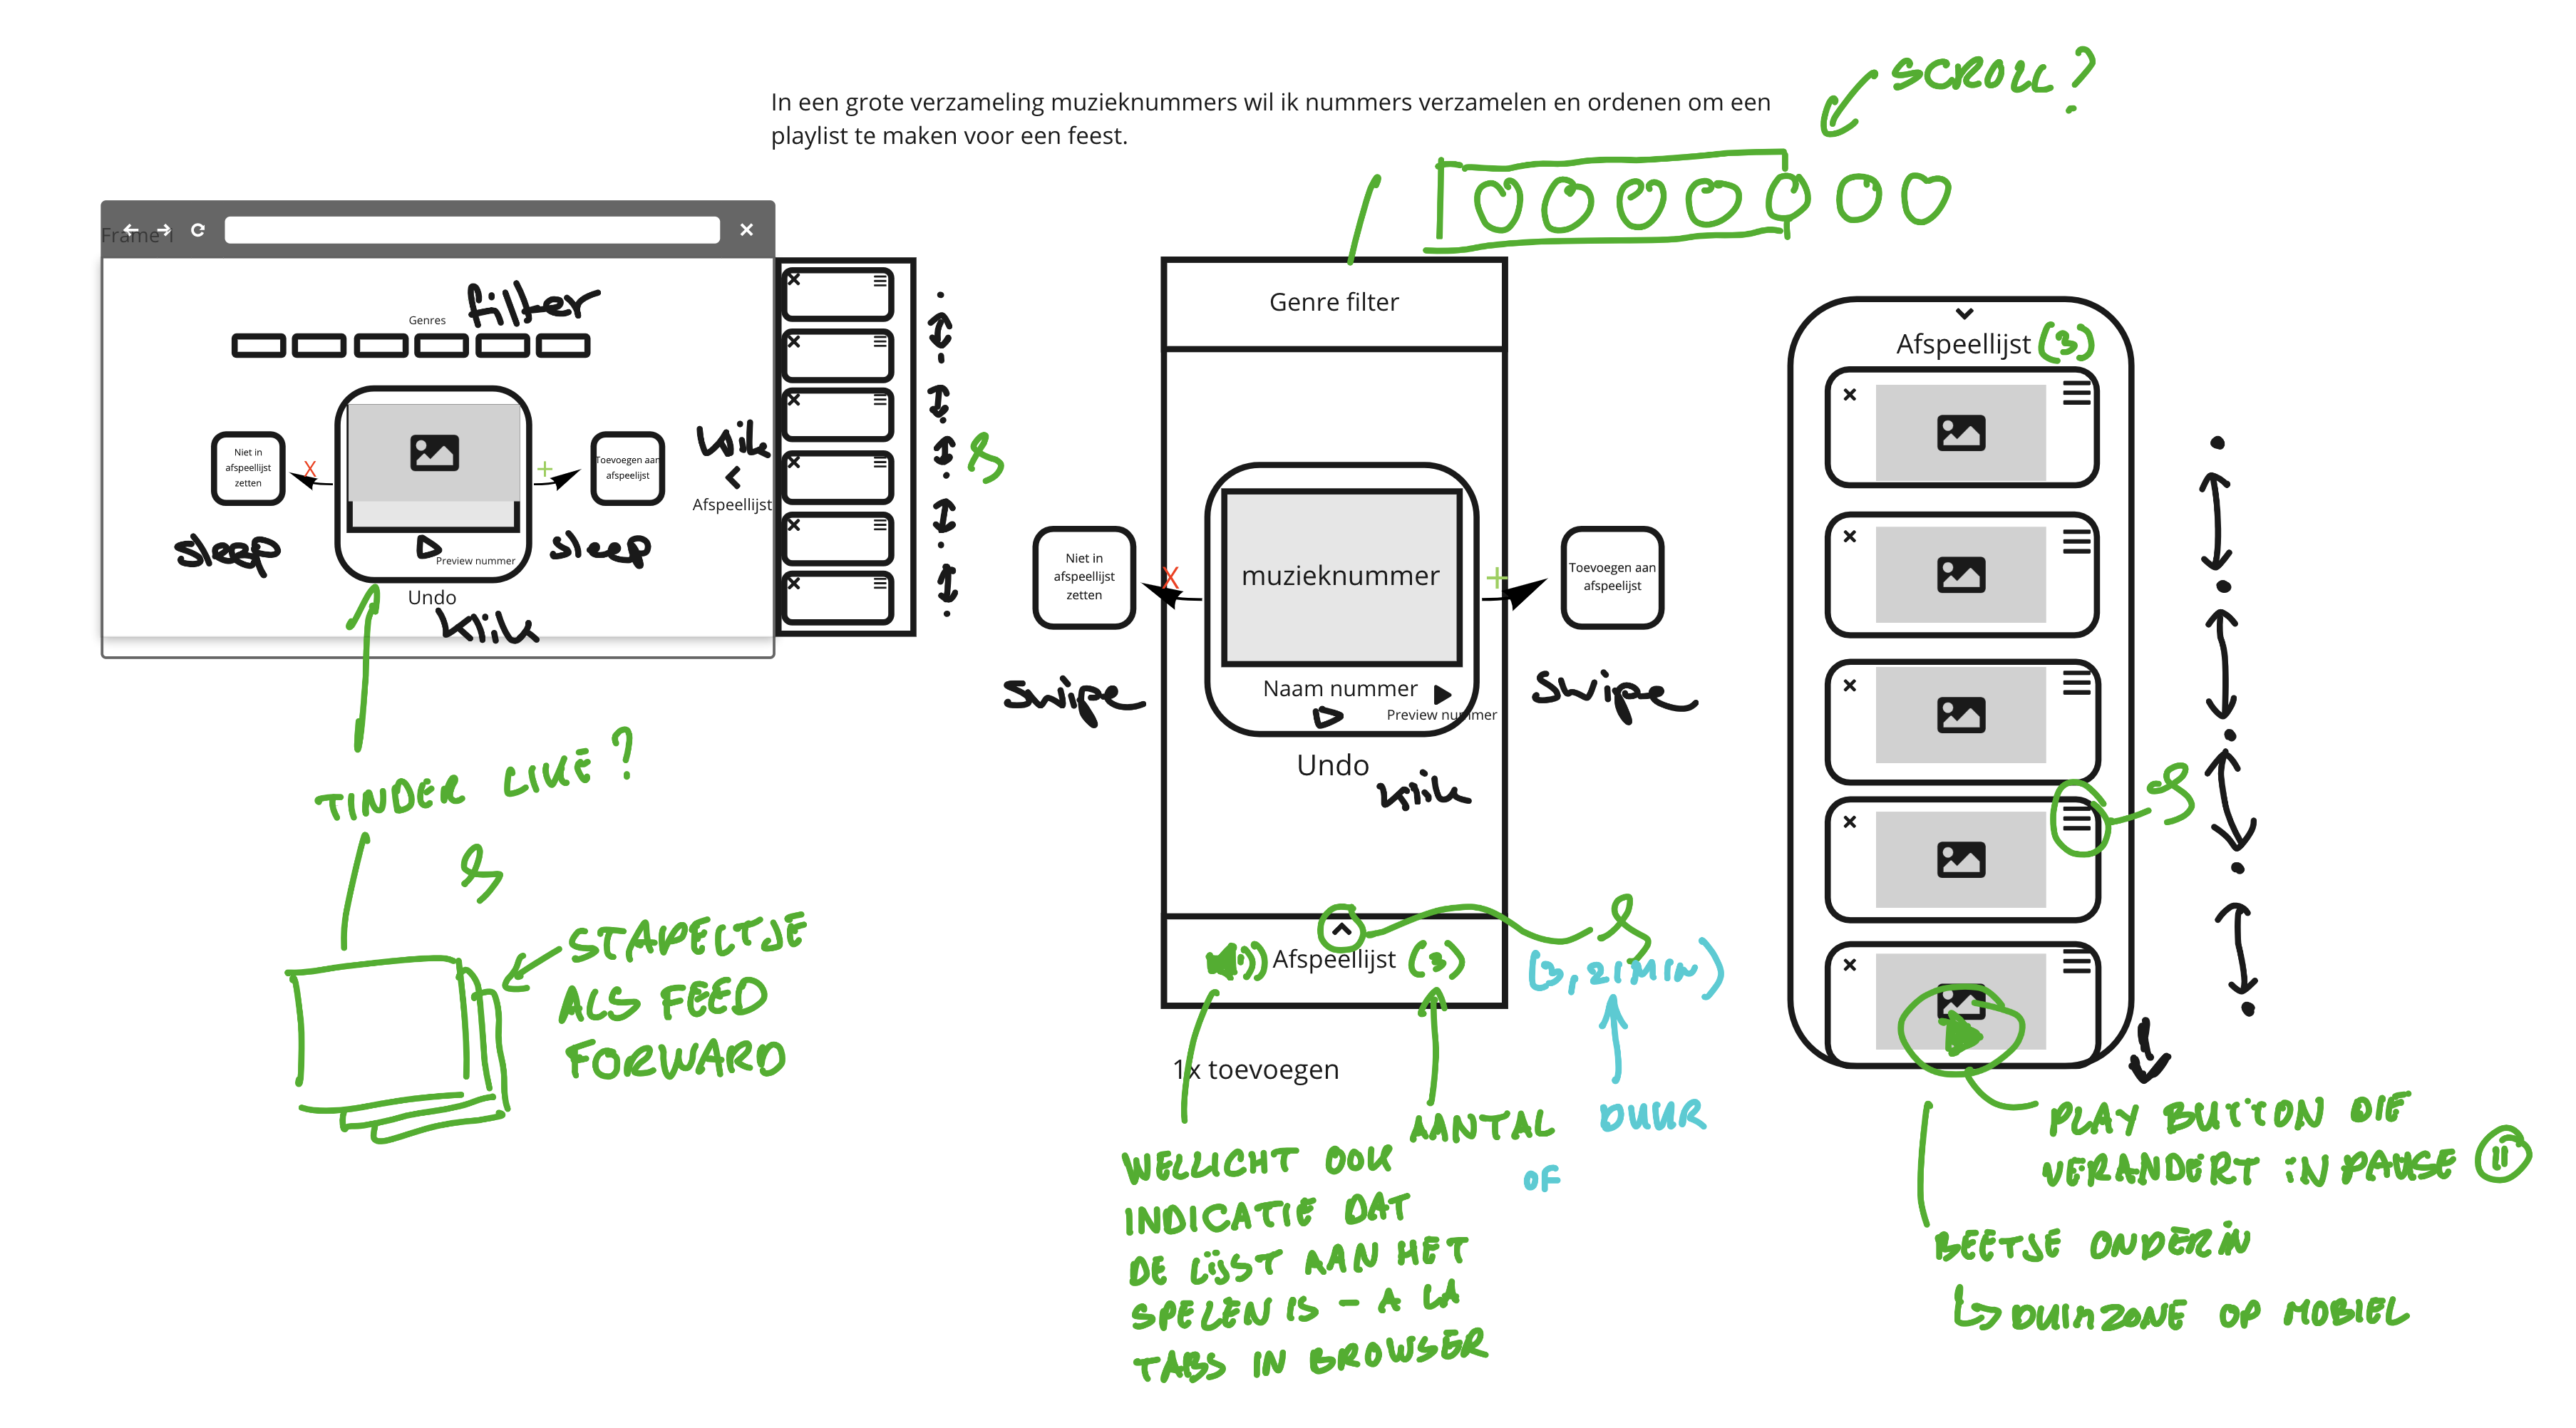 In een grote verzameling muzieknummers wil ik nummers verzamelen en ordenen om een
playlist te maken voor een feest.
SCROLL?
Frame 1
Genres
filter
Niet in
afspeellijst
zetten
X
+
Toevoegen aan
afspeelijst
sleep
sleep
Preview nummer
Undo
klik
klik
<
Afspeellijst
TINDER LIKE?
STAPELTJE
ALS FEED
FORWARD
Genre filter
Niet in
afspeellijst
zetten
X
muzieknummer
+
Toevoegen aan
afspeelijst
swipe
swipe
Naam nummer
Preview nummer
Undo
klik
Afspeellijst (3)
(3, 21 MIN)
1x toevoegen
AANTAL
OF
DUUR
WELLICHT OOK
INDICATIE DAT
DE LIJST AAN HET
SPELEN IS - A LA
TABS IN BROWSER
Afspeellijst (3)
PLAY BUTTON DIE
VERANDERT IN PAUSE
BEETJE ONDERIN
DUIMZONE OP MOBIEL